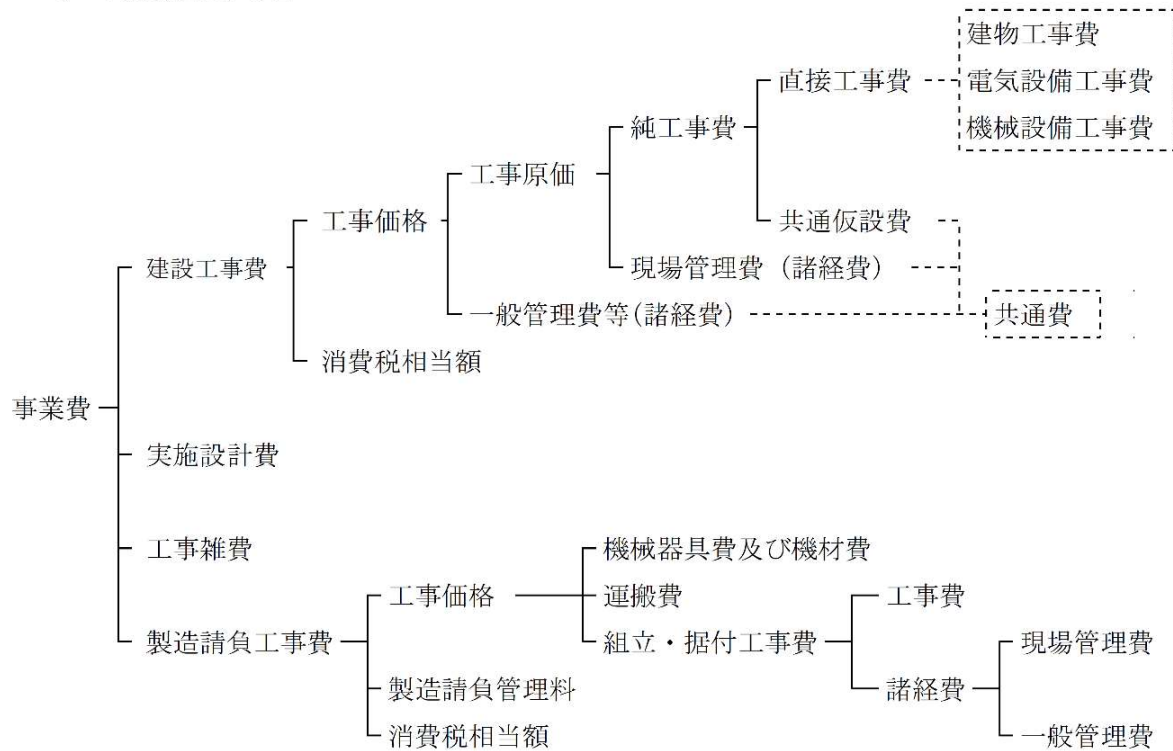 建物工事費
直接工事費
電気設備工事費
純工事費
機械設備工事費
工事原価
工事価格
共通仮設費
建設工事費
現場管理費（諸経費）
一般管理費等(諸経費)
共通費
消費税相当額
事業費
実施設計費
工事雑費
機械器具費及び機材費
工事価格
運搬費
工事費
製造請負工事費
組立・据付工事費
現場管理費
製造請負管理料
諸経費
消費税相当額
一般管理費